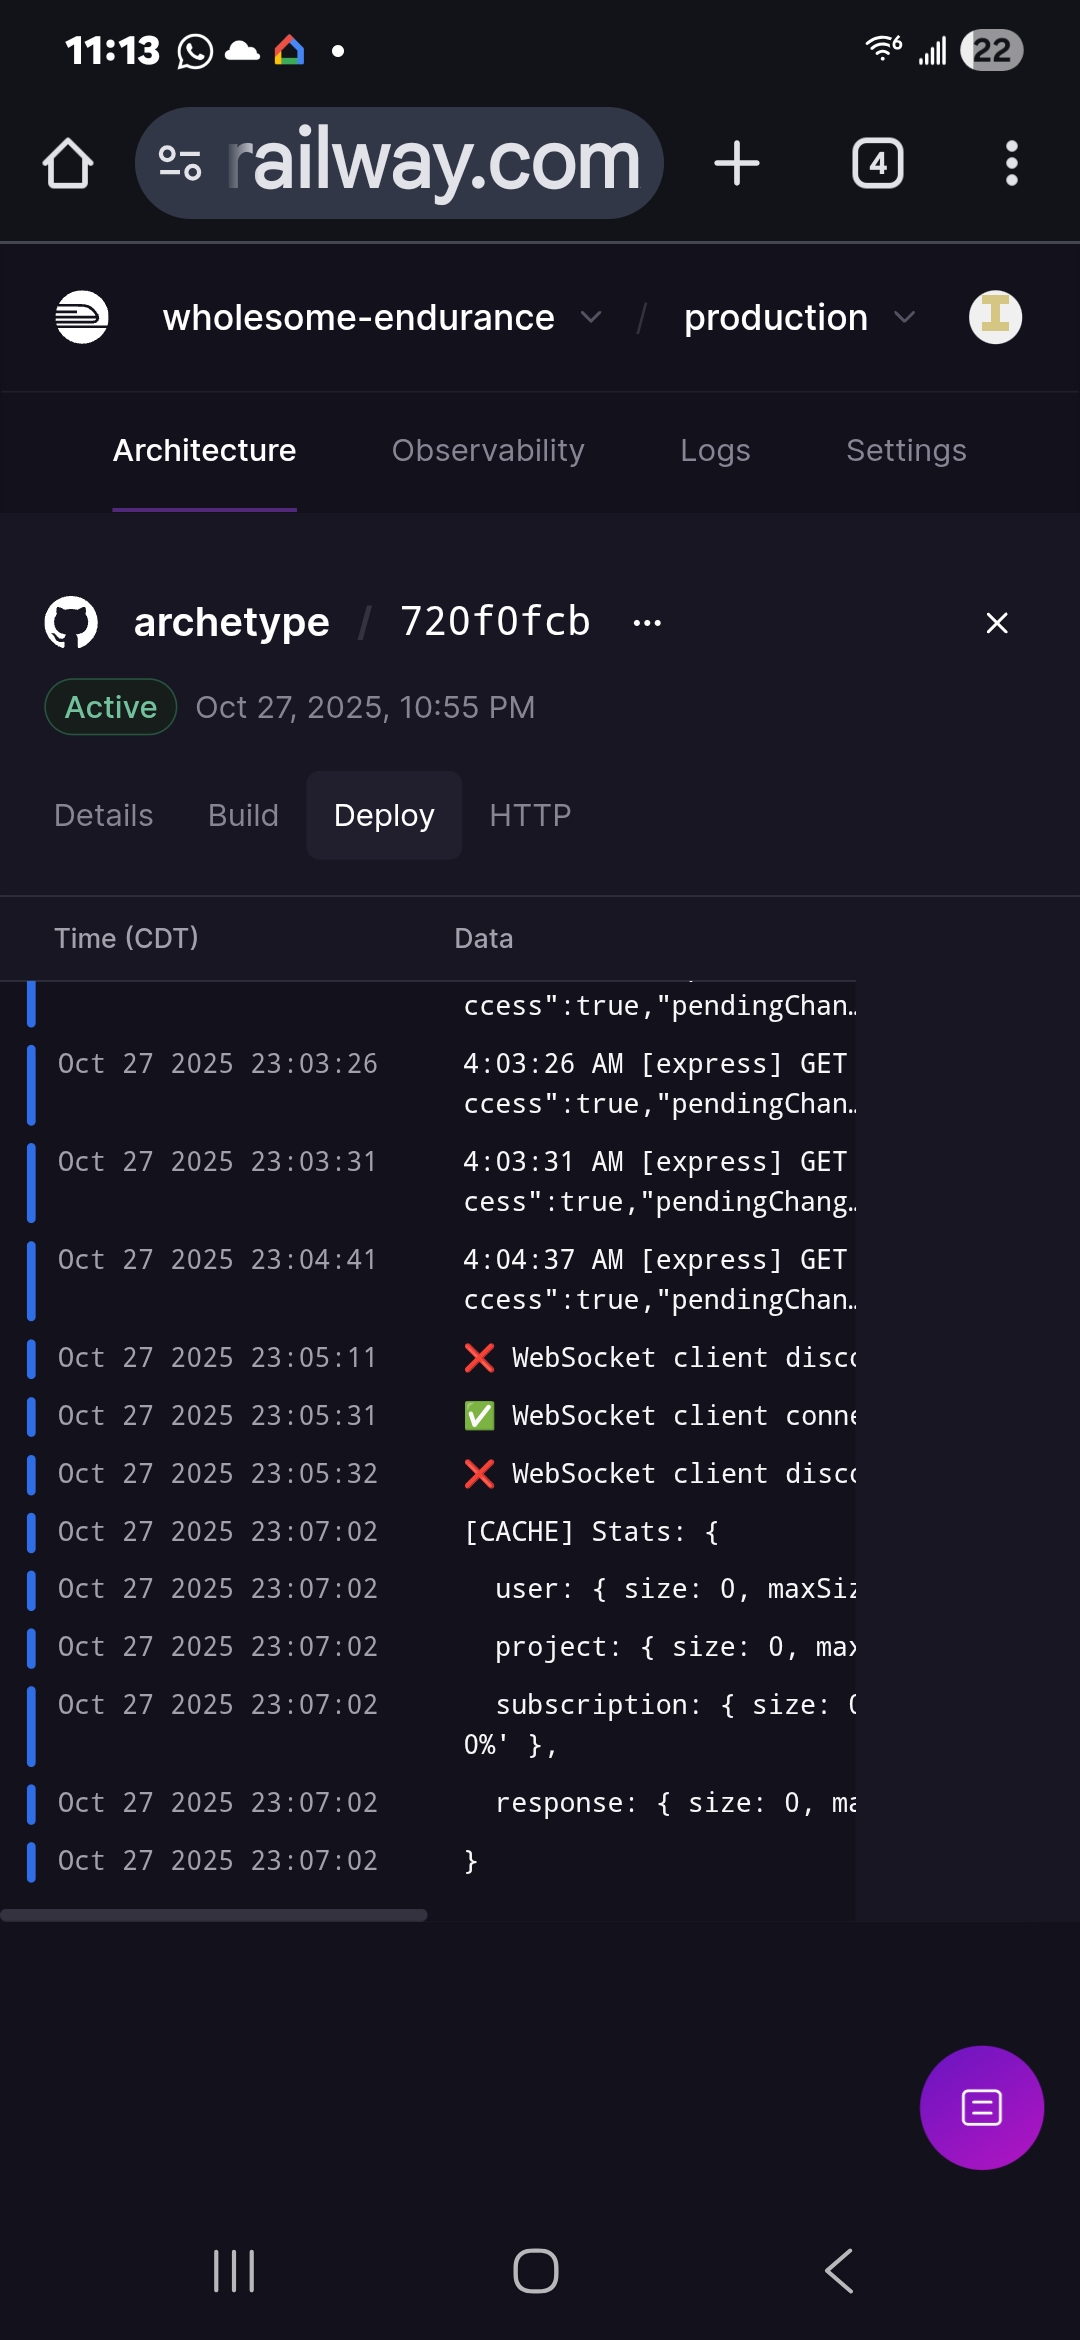 11:13
6
22
railway.com
4
wholesome-endurance / production
Architecture Observability Logs Settings
archetype / 720f0fcb ...
Active Oct 27, 2025, 10:55 PM
Details Build Deploy HTTP
Time (CDT) Data
ccess":true,"pendingChan…
Oct 27 2025 23:03:26 4:03:26 AM [express] GET
ccess":true,"pendingChan…
Oct 27 2025 23:03:31 4:03:31 AM [express] GET
cess":true,"pendingChang…
Oct 27 2025 23:04:41 4:04:37 AM [express] GET
ccess":true,"pendingChan…
Oct 27 2025 23:05:11 ❌ WebSocket client disc
Oct 27 2025 23:05:31 ✅ WebSocket client conne
Oct 27 2025 23:05:32 ❌ WebSocket client disc
Oct 27 2025 23:07:02 [CACHE] Stats: {
Oct 27 2025 23:07:02 user: { size: 0, maxSiz
Oct 27 2025 23:07:02 project: { size: 0, max
Oct 27 2025 23:07:02 subscription: { size: 0
0%' },
Oct 27 2025 23:07:02 response: { size: 0, ma
Oct 27 2025 23:07:02 }